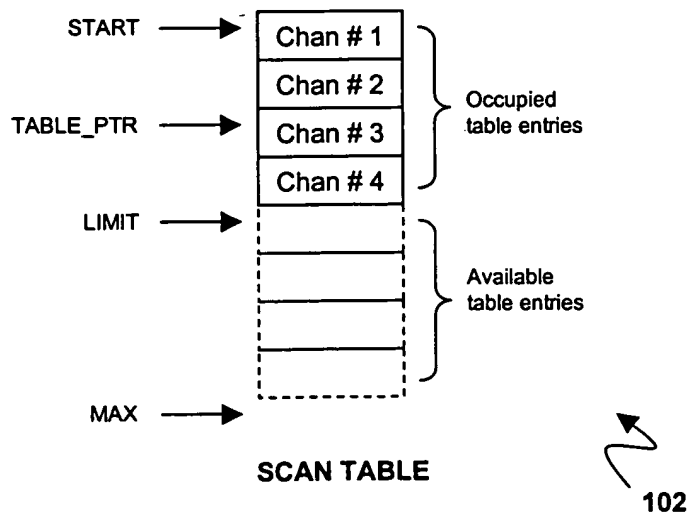 START
Chan # 1
Chan # 2
TABLE_PTR
Chan # 3
Chan # 4
Occupied
table entries
LIMIT
Available
table entries
MAX
SCAN TABLE
102